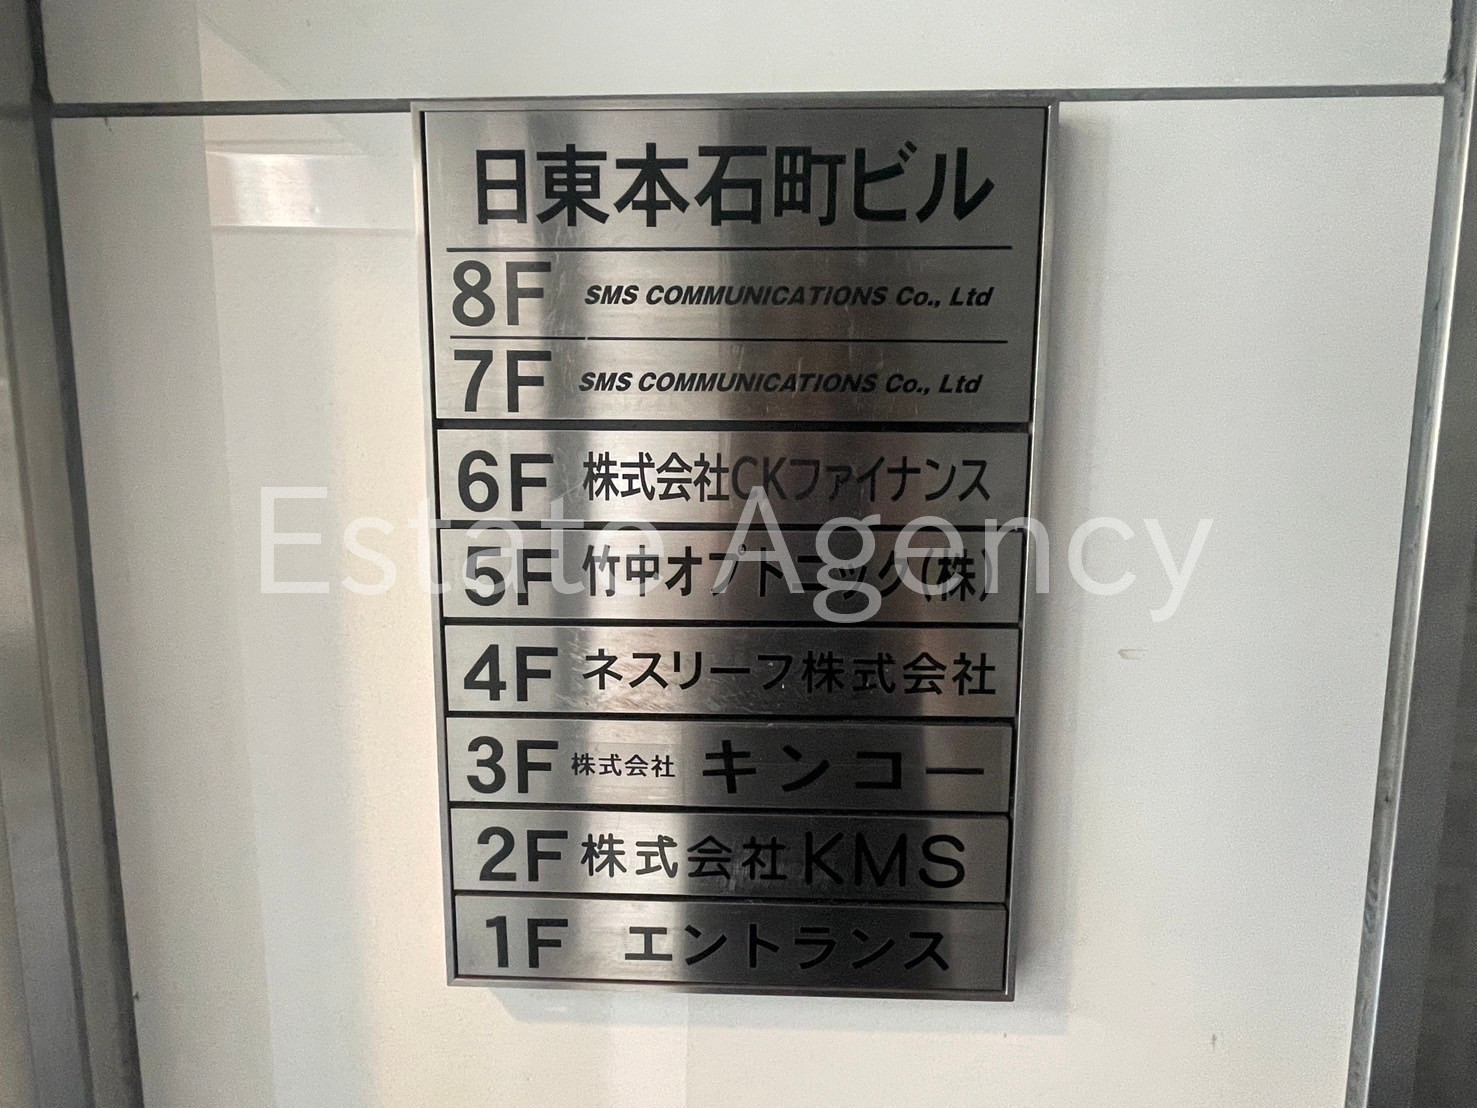 日東本石町ビル
8F SMS COMMUNICATIONS Co., Ltd
7F SMS COMMUNICATIONS Co., Ltd
6F 株式会社CKファイナンス
5F 竹中オプトニック(株)
4F ネスリーフ株式会社
3F 株式会社 キンコー
2F 株式会社KMS
1F エントランス
Estate Agency